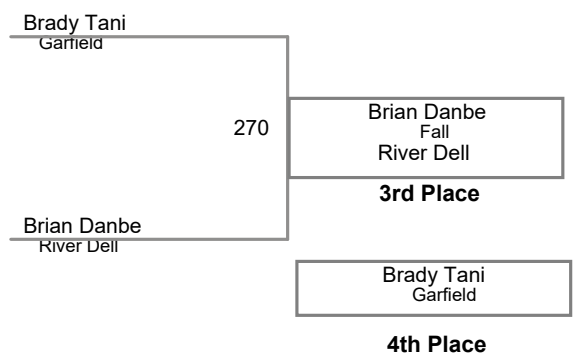 Brady Tani
Garfield
270
Brian Danbe
Fall
River Dell
3rd Place
Brian Danbe
River Dell
Brady Tani
Garfield
4th Place